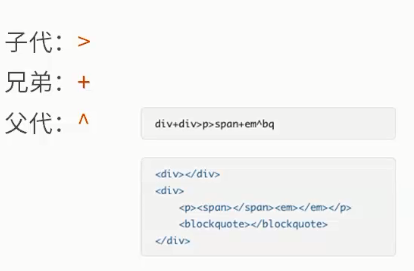 子代：>
兄弟：+
父代：^
div+div>p>span+em^bq
<div></div>
<div>
    <p><span></span><em></em></p>
    <blockquote></blockquote>
</div>